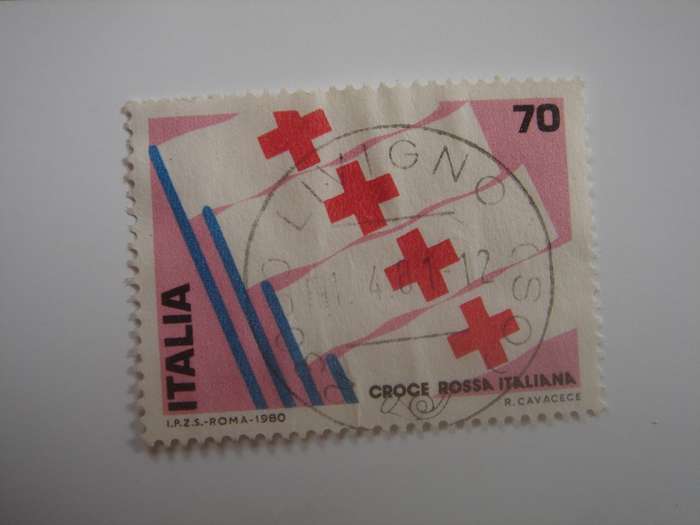 70
LIVIGNO
ITALIA
CROCE ROSSA ITALIANA
I.P.Z.S.-ROMA-1980
R. CAVACECE